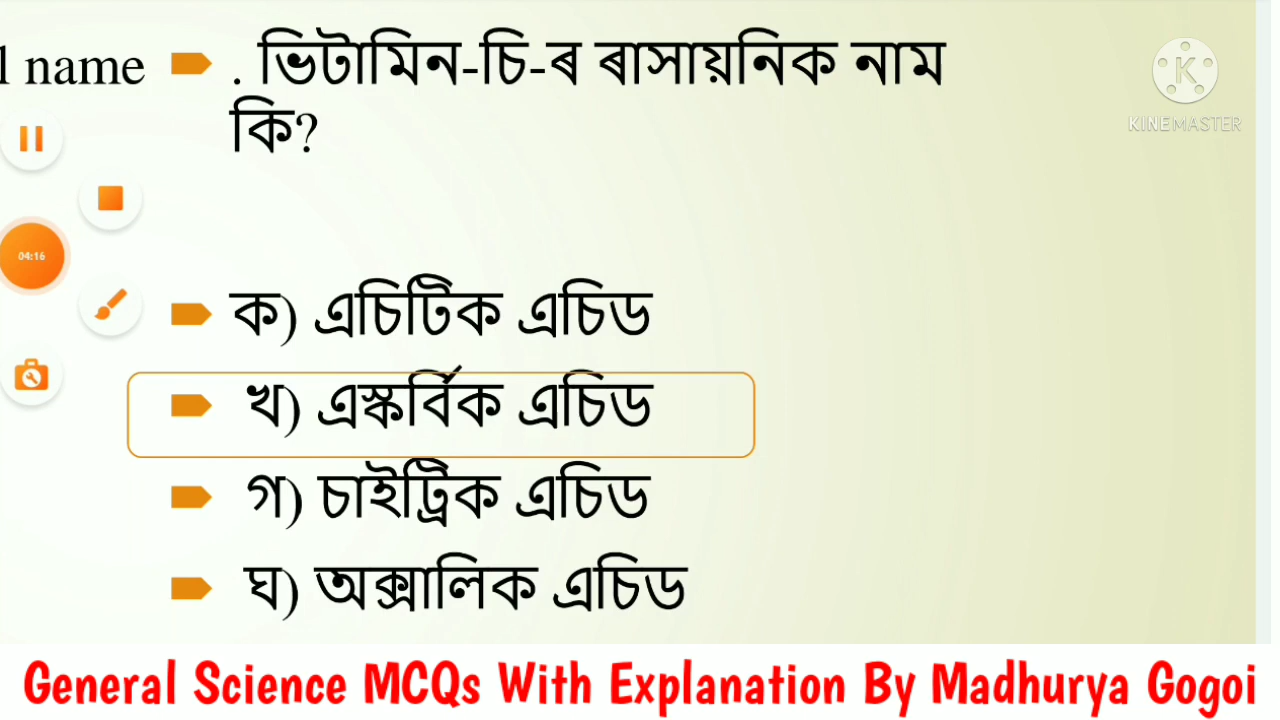 l name . ভিটামিন-চি-ৰ ৰাসায়নিক নাম
কি?
KINEMASTER
04:16
ক) এচিটিক এচিড
খ) এস্কৰ্বিক এচিড
গ) চাইট্ৰিক এচিড
ঘ) অক্সালিক এচিড
General Science MCQs With Explanation By Madhurya Gogoi